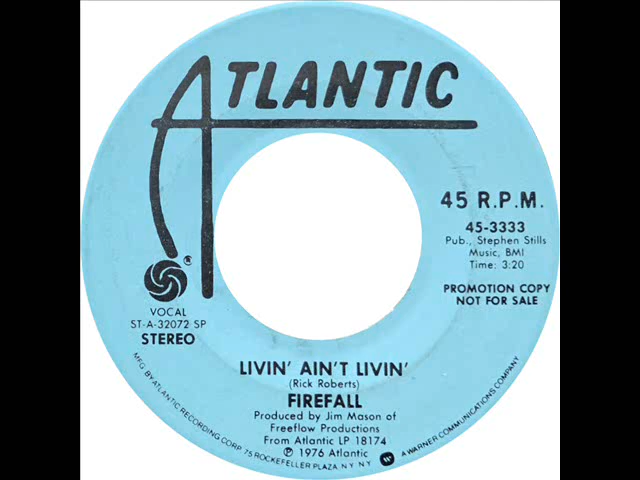 ATLANTIC
45 R.P.M.
45-3333
Pub., Stephen Stills
Music, BMI
Time: 3:20
PROMOTION COPY
NOT FOR SALE
®
VOCAL
ST-A-32072 SP
STEREO
LIVIN' AIN'T LIVIN'
(Rick Roberts)
FIREFALL
Produced by Jim Mason of
Freeflow Productions
From Atlantic LP 18174
℗ 1976 Atlantic
MFG. BY ATLANTIC RECORDING CORP. 75 ROCKEFELLER PLAZA, N.Y. N.Y. A WARNER COMMUNICATIONS COMPANY